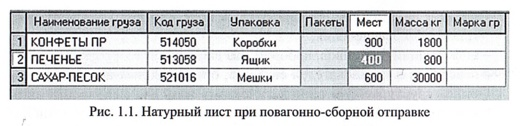 Наименование груза Код груза Упаковка Пакеты Мест Масса кг Марка гр
1 КОНФЕТЫ ПР 514050 Коробки 900 1800
2 ПЕЧЕНЬЕ 513058 Ящик 400 800
3 САХАР-ПЕСОК 521016 Мешки 600 30000
Рис. 1.1. Натурный лист при повагонно-сборной отправке